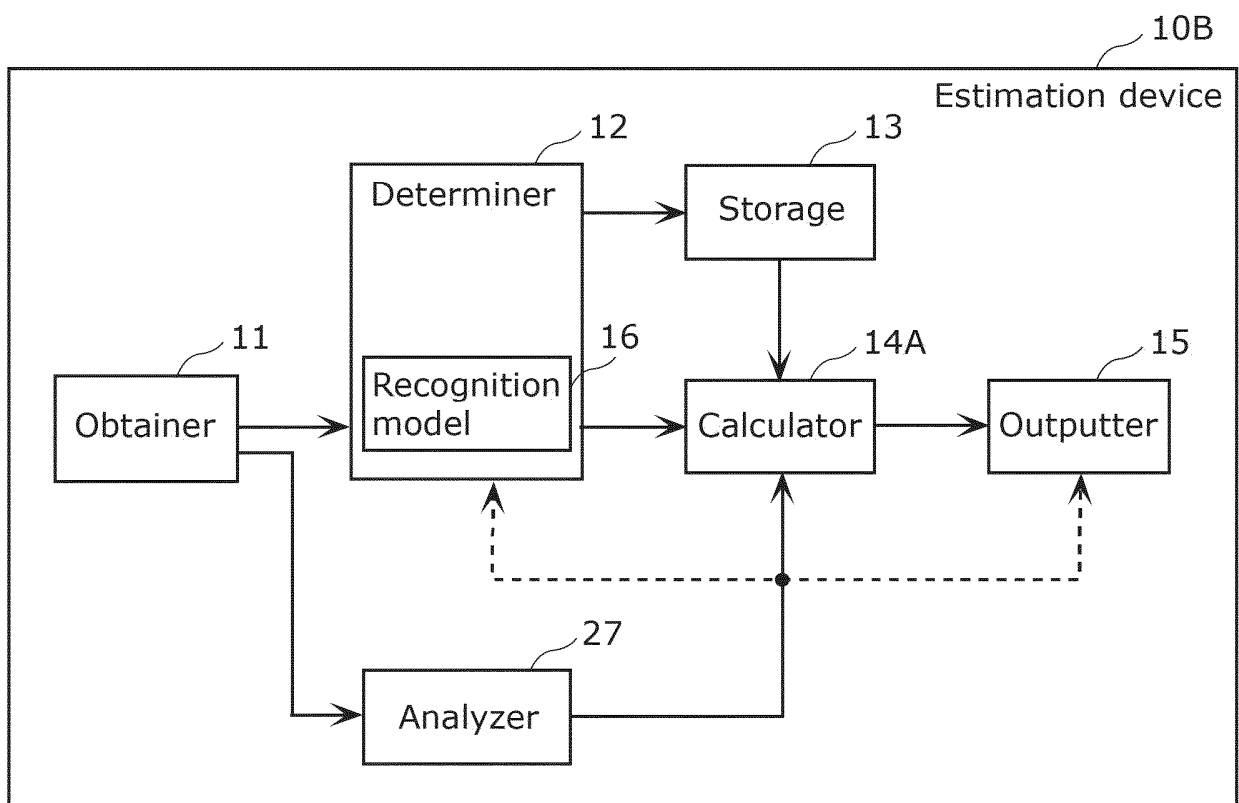 10B
Estimation device
12
13
Determiner
Storage
11
16
14A
15
Obtainer
Recognition
model
Calculator
Outputter
27
Analyzer